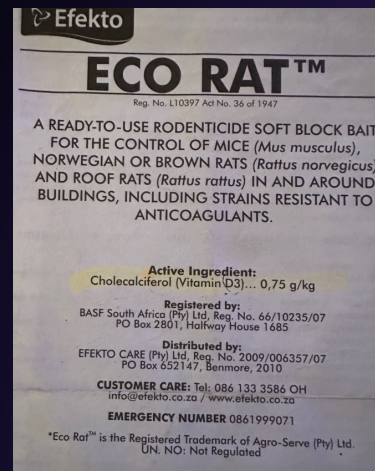 Efekto
ECO RAT™
Reg. No. L10397 Act No. 36 of 1947
A READY-TO-USE RODENTICIDE SOFT BLOCK BAIT
FOR THE CONTROL OF MICE (Mus musculus),
NORWEGIAN OR BROWN RATS (Rattus norvegicus)
AND ROOF RATS (Rattus rattus) IN AND AROUND
BUILDINGS, INCLUDING STRAINS RESISTANT TO
ANTICOAGULANTS.
Active Ingredient:
Cholecalciferol (Vitamin D3)... 0,75 g/kg
Registered by:
BASF South Africa (Pty) Ltd, Reg. No. 66/10235/07
PO Box 2801, Halfway House 1685
Distributed by:
EFEKTO CARE (Pty) Ltd, Reg. No. 2009/006357/07
PO Box 652147, Benmore, 2010
CUSTOMER CARE: Tel: 086 133 3586 OH
info@efekto.co.za / www.efekto.co.za
EMERGENCY NUMBER 0861999071
*Eco Rat™ is the Registered Trademark of Agro-Serve (Pty) Ltd.
UN. NO: Not Regulated